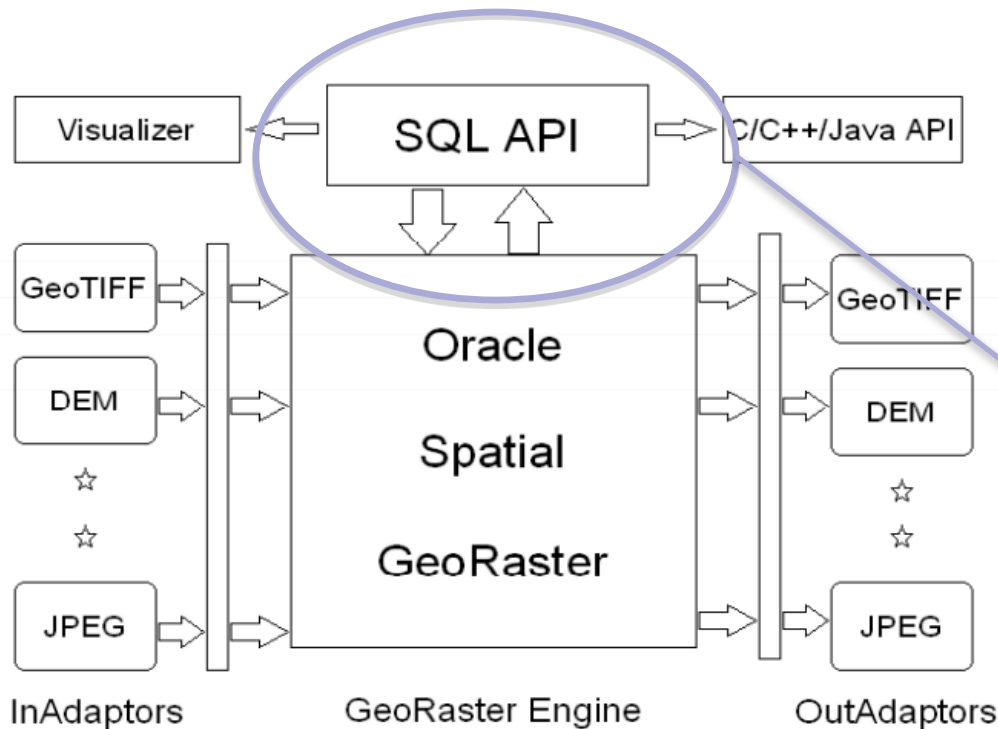 Visualizer
SQL API
C/C++/Java API
GeoTIFF
DEM
JPEG
Oracle
Spatial
GeoRaster
GeoTIFF
DEM
JPEG
InAdaptors
GeoRaster Engine
OutAdaptors